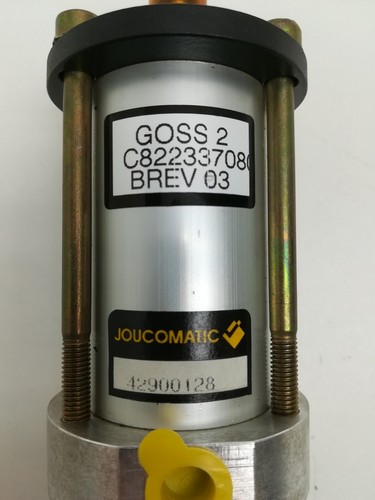 GOSS 2
C82233708
BREV 03
JOUCOMATIC
42900128